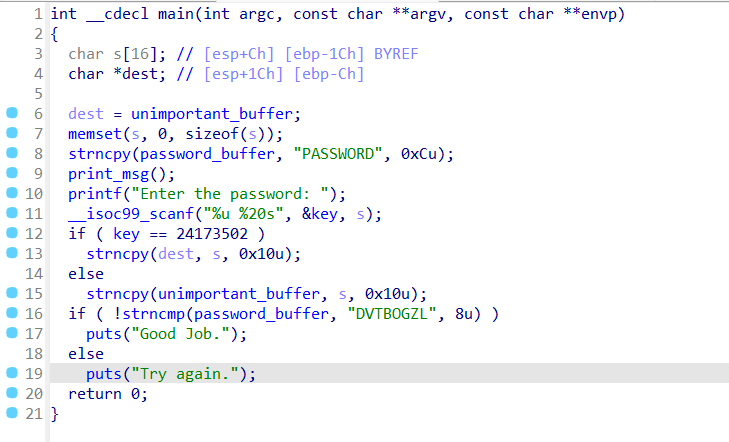 1 int __cdecl main(int argc, const char **argv, const char **envp)
2 {
3 char s[16]; // [esp+Ch] [ebp-1Ch] BYREF
4 char *dest; // [esp+1Ch] [ebp-Ch]
5
6 dest = unimportant_buffer;
7 memset(s, 0, sizeof(s));
8 strncpy(password_buffer, "PASSWORD", 0xCu);
9 print_msg();
10 printf("Enter the password: ");
11 __isoc99_scanf("%u %20s", &key, s);
12 if ( key == 24173502 )
13 strncpy(dest, s, 0x10u);
14 else
15 strncpy(unimportant_buffer, s, 0x10u);
16 if ( !strncmp(password_buffer, "DVTBOGZL", 8u) )
17 puts("Good Job.");
18 else
19 puts("Try again.");
20 return 0;
21 }